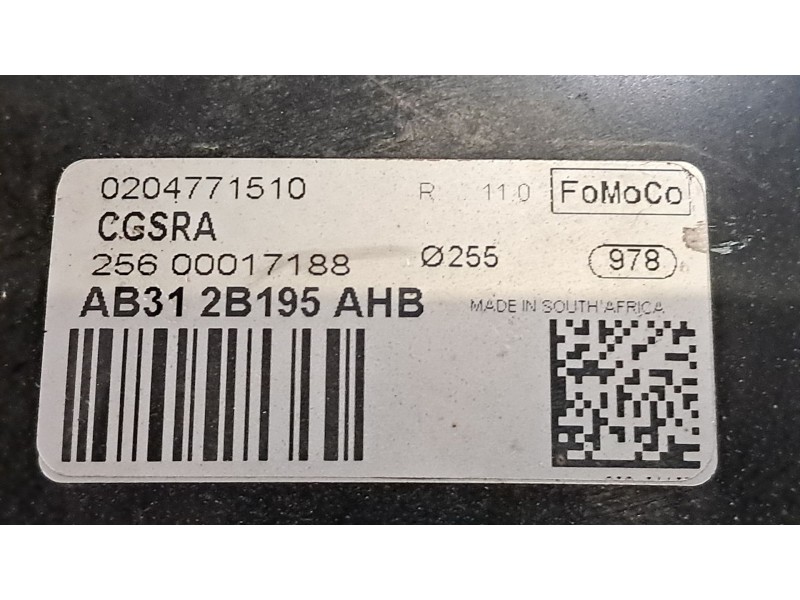 0204771510 R 11.0 FoMoCo
CGSRA
256 00017188 Ø255 978
AB31 2B195 AHB MADE IN SOUTH AFRICA